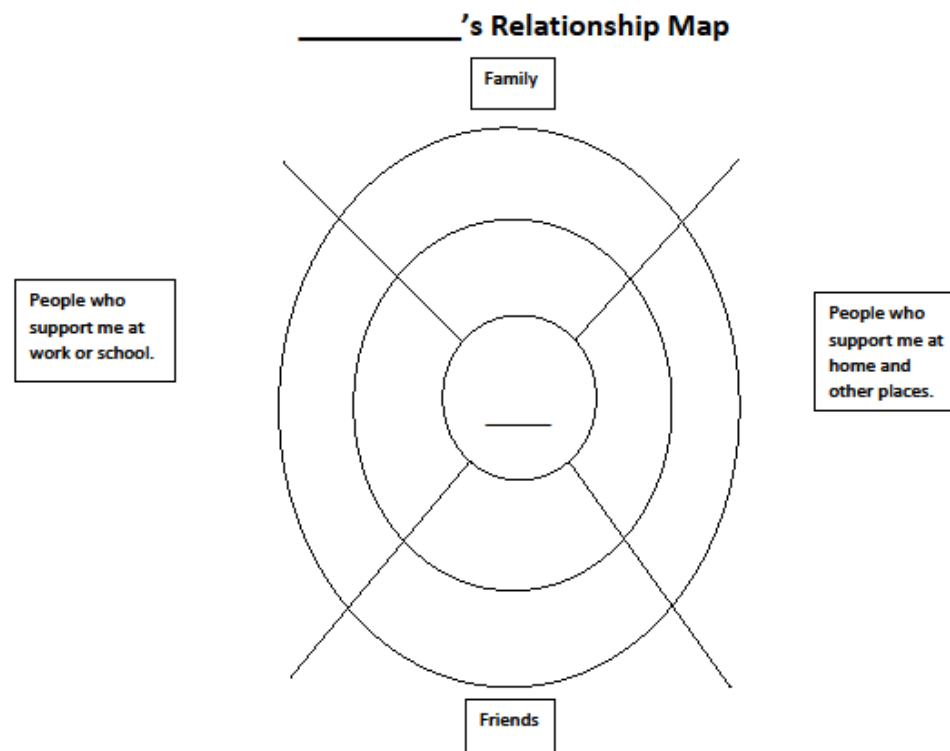 __________'s Relationship Map
Family
People who
support me at
work or school.
People who
support me at
home and
other places.
_____
Friends